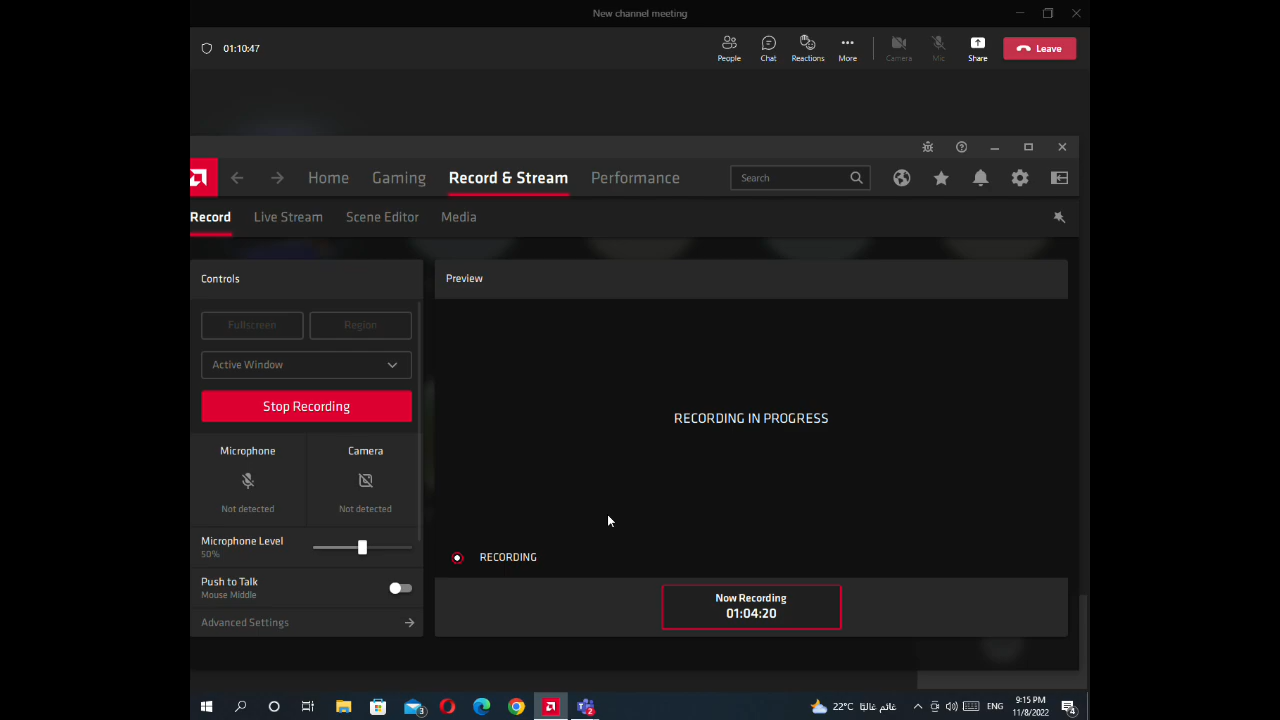 New channel meeting
01:10:47
People
Chat
Reactions
More
Camera
Mic
Share
Leave
Home
Gaming
Record & Stream
Performance
Search
Record
Live Stream
Scene Editor
Media
Controls
Preview
Fullscreen
Region
Active Window
Stop Recording
RECORDING IN PROGRESS
Microphone
Camera
Not detected
Not detected
Microphone Level
50%
RECORDING
Push to Talk
Mouse Middle
Now Recording
01:04:20
Advanced Settings
3
2
22°C
غائم غالبًا
ENG
9:15 PM
11/8/2022
4